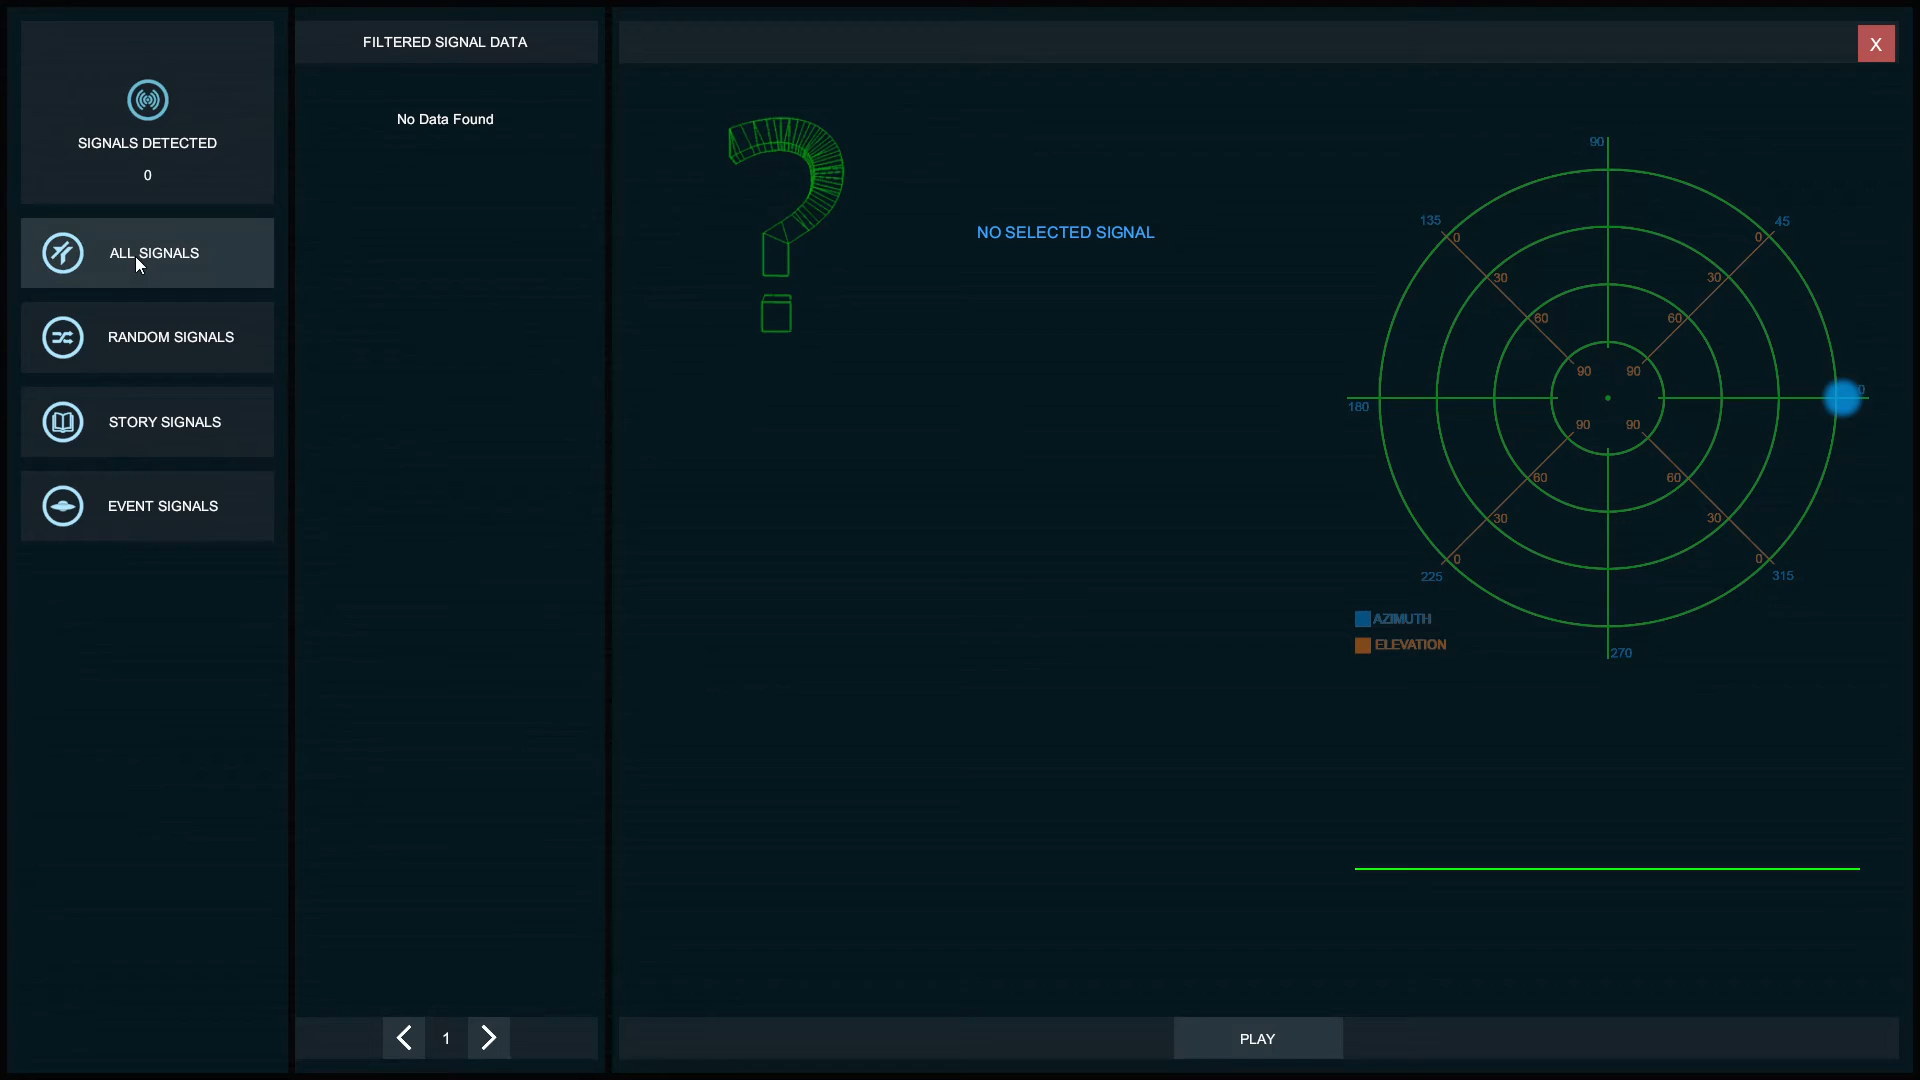 FILTERED SIGNAL DATA
X
SIGNALS DETECTED
0
ALL SIGNALS
RANDOM SIGNALS
STORY SIGNALS
EVENT SIGNALS
No Data Found
1
NO SELECTED SIGNAL
90
135
45
0
0
30
30
60
60
90
90
180
0
90
90
60
60
30
30
0
0
225
315
270
AZIMUTH
ELEVATION
PLAY